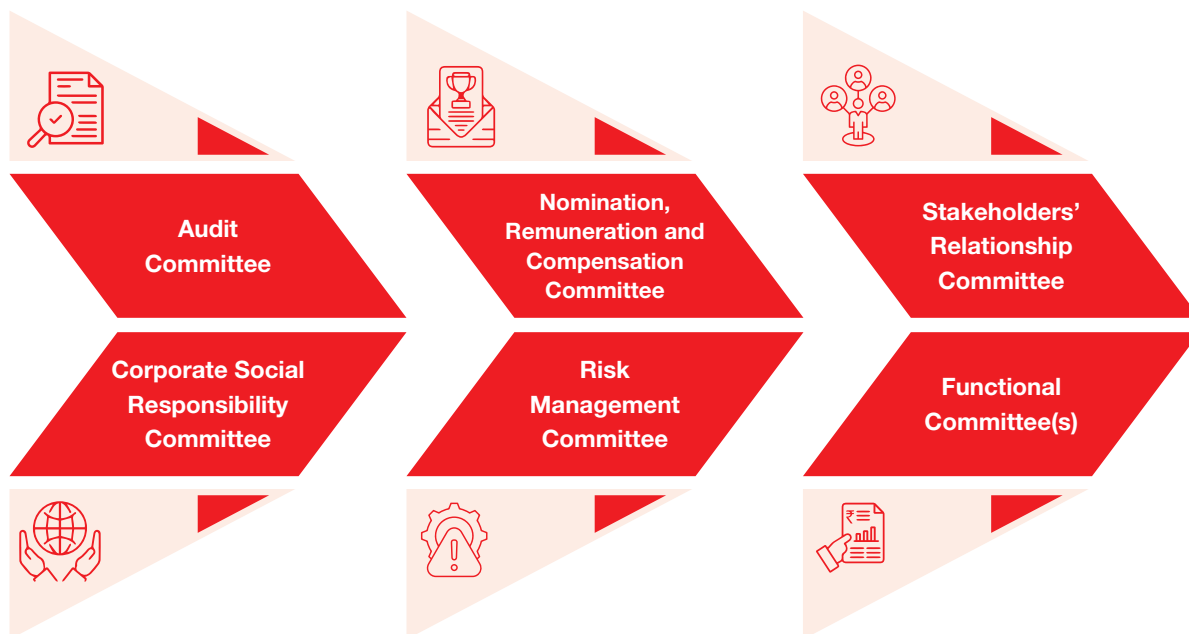 Audit
Committee
Nomination,
Remuneration and
Compensation
Committee
Stakeholders’
Relationship
Committee
Corporate Social
Responsibility
Committee
Risk
Management
Committee
Functional
Committee(s)
₹